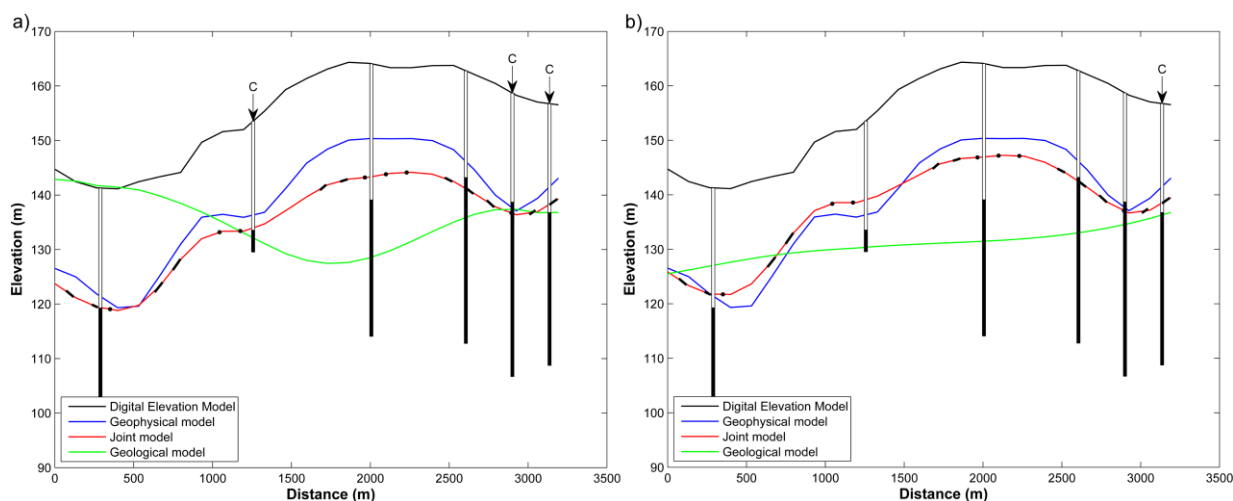 a)
C
C
C
170
160
150
140
130
120
110
100
90
Elevation (m)
0 500 1000 1500 2000 2500 3000 3500
Distance (m)
Digital Elevation Model
Geophysical model
Joint model
Geological model
b)
C
170
160
150
140
130
120
110
100
90
Elevation (m)
0 500 1000 1500 2000 2500 3000 3500
Distance (m)
Digital Elevation Model
Geophysical model
Joint model
Geological model